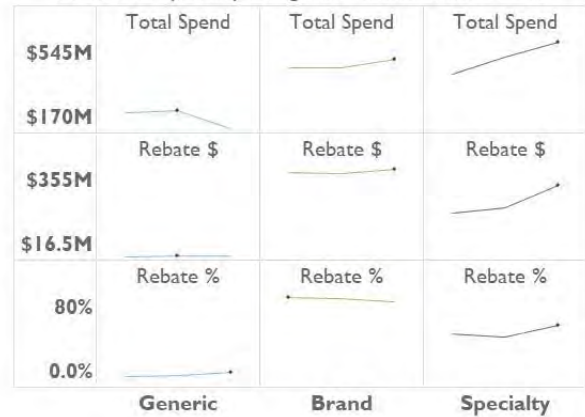 Total Spend Total Spend Total Spend
$545M
$170M
Rebate $ Rebate $ Rebate $
$355M
$16.5M
Rebate % Rebate % Rebate %
80%
0.0%
Generic Brand Specialty